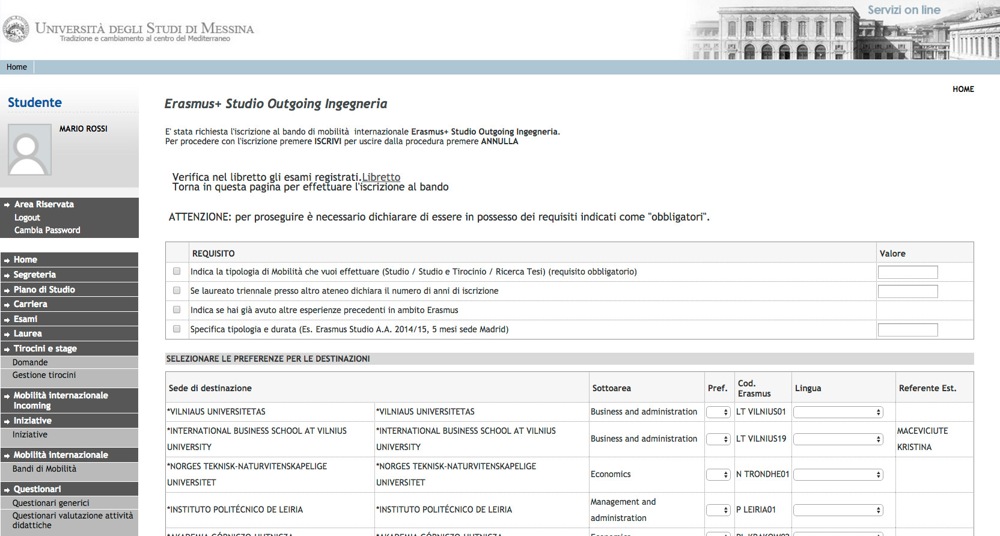 UNIVERSITÀ DEGLI STUDI DI MESSINA
Tradizione e cambiamento al centro del Mediterraneo
Servizi on line
Home
HOME
Studente
MARIO ROSSI
Area Riservata
Logout
Cambia Password
Home
Segreteria
Piano di Studio
Carriera
Esami
Laurea
Tirocini e stage
Domande
Gestione tirocini
Mobilità internazionale
Incoming
Iniziative
Iniziative
Mobilità internazionale
Bandi di Mobilità
Questionari
Questionari generici
Questionari valutazione attività
didattiche
Erasmus+ Studio Outgoing Ingegneria
E' stata richiesta l'iscrizione al bando di mobilità internazionale Erasmus+ Studio Outgoing Ingegneria.
Per procedere con l'iscrizione premere ISCRIVI per uscire dalla procedura premere ANNULLA
Verifica nel libretto gli esami registrati.Libretto
Torna in questa pagina per effettuare l'iscrizione al bando
ATTENZIONE: per proseguire è necessario dichiarare di essere in possesso dei requisiti indicati come "obbligatori".
REQUISITO Valore
Indica la tipologia di Mobilità che vuoi effettuare (Studio / Studio e Tirocinio / Ricerca Tesi) (requisito obbligatorio)
Se laureato triennale presso altro ateneo dichiara il numero di anni di iscrizione
Indica se hai già avuto altre esperienze precedenti in ambito Erasmus
Specifica tipologia e durata (Es. Erasmus Studio A.A. 2014/15, 5 mesi sede Madrid)
SELEZIONARE LE PREFERENZE PER LE DESTINAZIONI
Sede di destinazione Sottoarea Pref. Cod. Erasmus Lingua Referente Est.
*VILNIAUS UNIVERSITETAS *VILNIAUS UNIVERSITETAS Business and administration LT VILNIUS01
*INTERNATIONAL BUSINESS SCHOOL AT VILNIUS UNIVERSITY *INTERNATIONAL BUSINESS SCHOOL AT VILNIUS UNIVERSITY Business and administration LT VILNIUS19 MACEVICIUTE KRISTINA
*NORGES TEKNISK-NATURVITENSKAPELIGE UNIVERSITET *NORGES TEKNISK-NATURVITENSKAPELIGE UNIVERSITET Economics N TRONDHE01
*INSTITUTO POLITÉCNICO DE LEIRIA *INSTITUTO POLITÉCNICO DE LEIRIA Management and administration P LEIRIA01